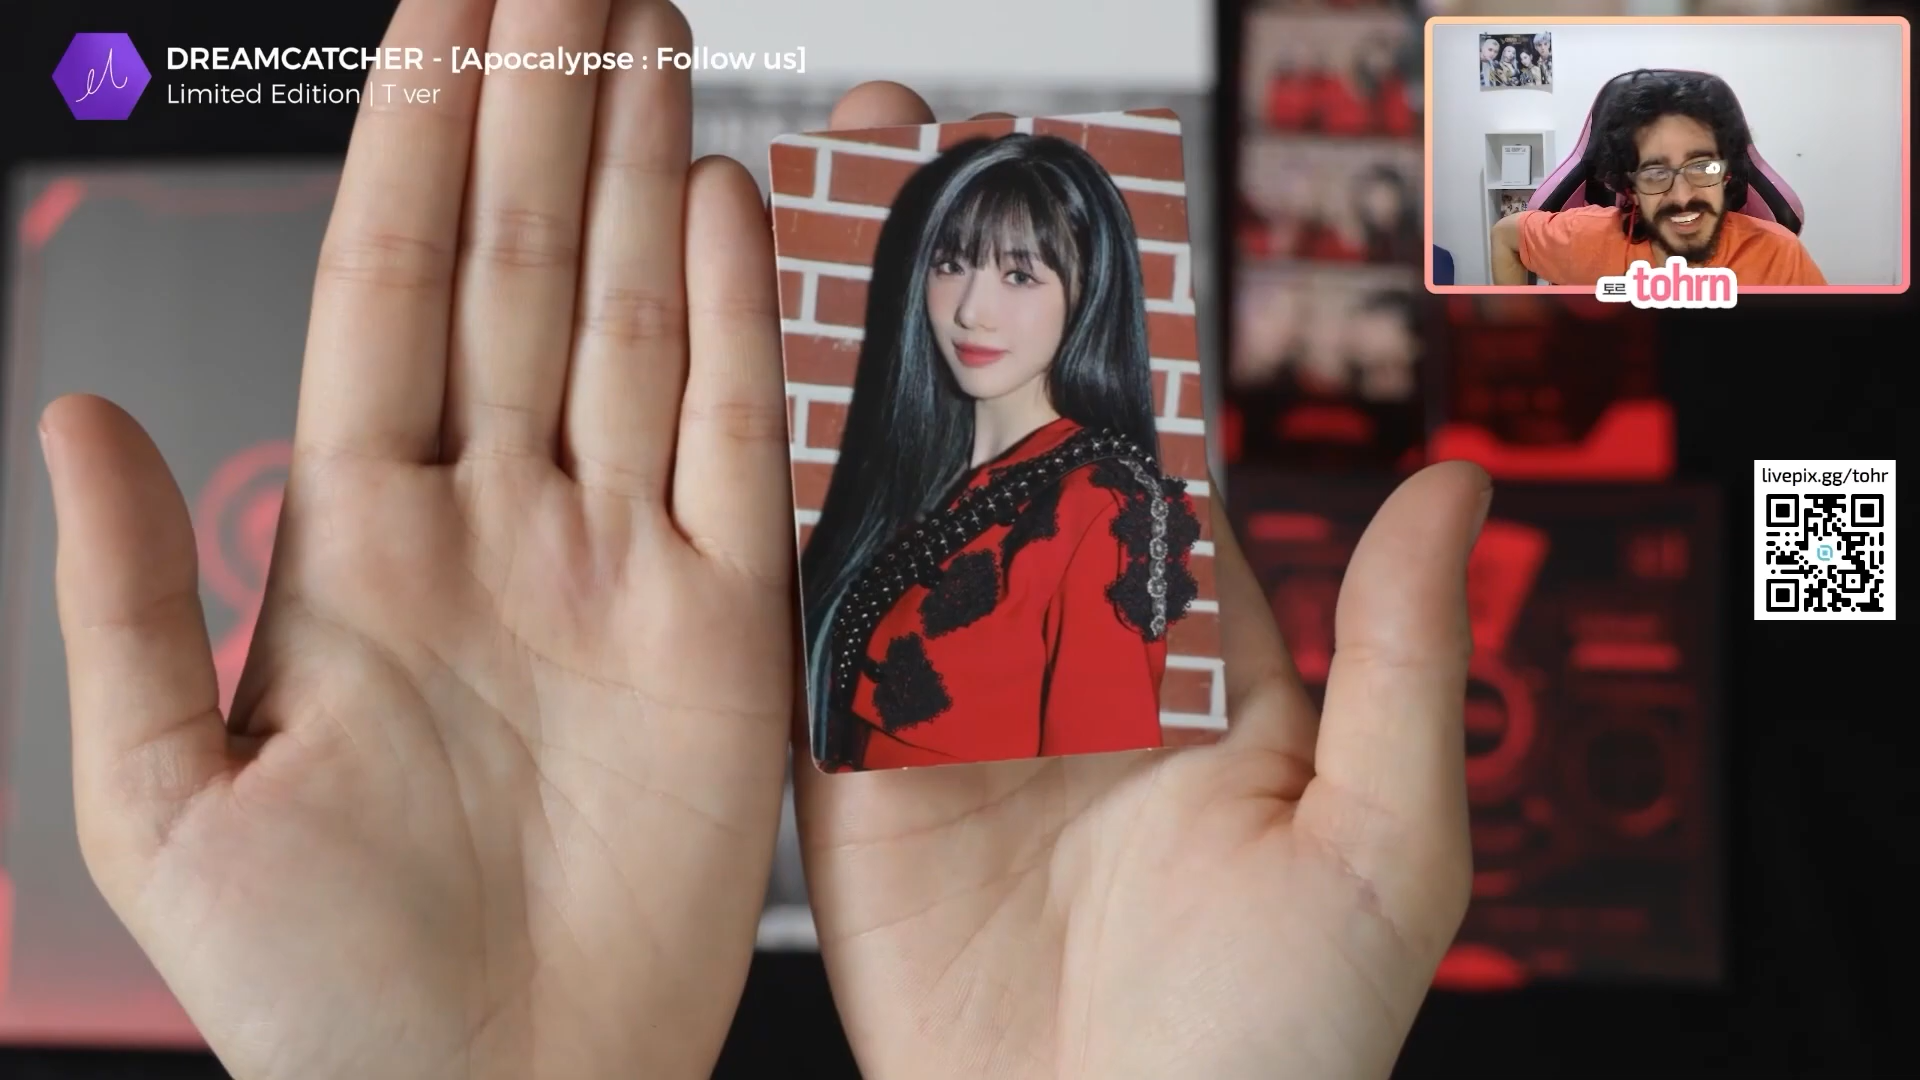 DREAMCATCHER - [Apocalypse : Follow us]
Limited Edition | T ver
토르 tohrn
livepix.gg/tohr